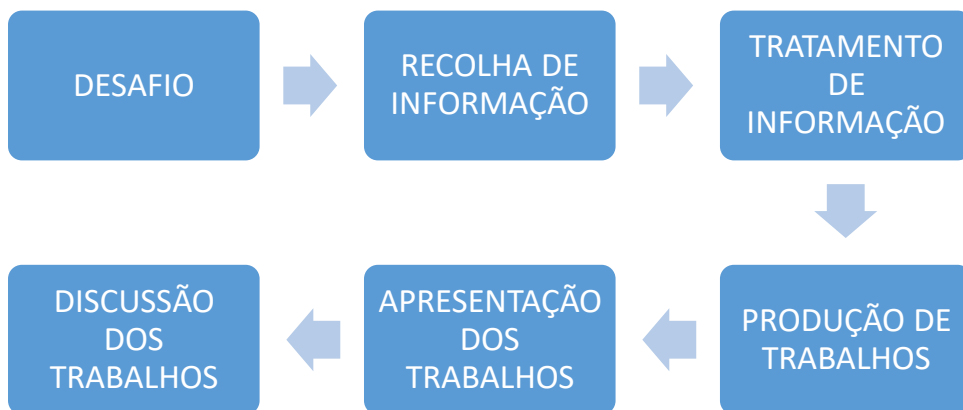 DESAFIO
RECOLHA DE
INFORMAÇÃO
TRATAMENTO
DE
INFORMAÇÃO
PRODUÇÃO DE
TRABALHOS
APRESENTAÇÃO
DOS
TRABALHOS
DISCUSSÃO
DOS
TRABALHOS